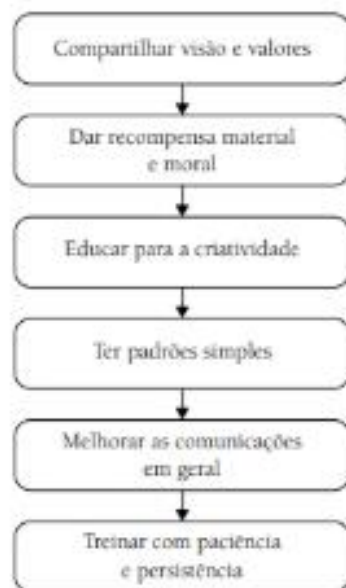 Compartilhar visão e valores
Dar recompensa material
e moral
Educar para a criatividade
Ter padrões simples
Melhorar as comunicações
em geral
Treinar com paciência
e persistência